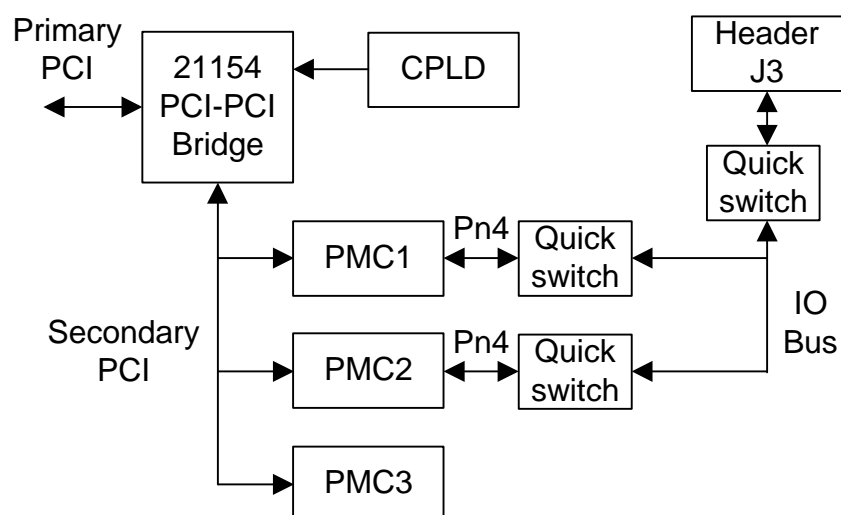 Primary
PCI
21154
PCI-PCI
Bridge
CPLD
Header
J3
Quick
switch
PMC1
Pn4
Quick
switch
Secondary
PCI
PMC2
Pn4
Quick
switch
IO
Bus
PMC3